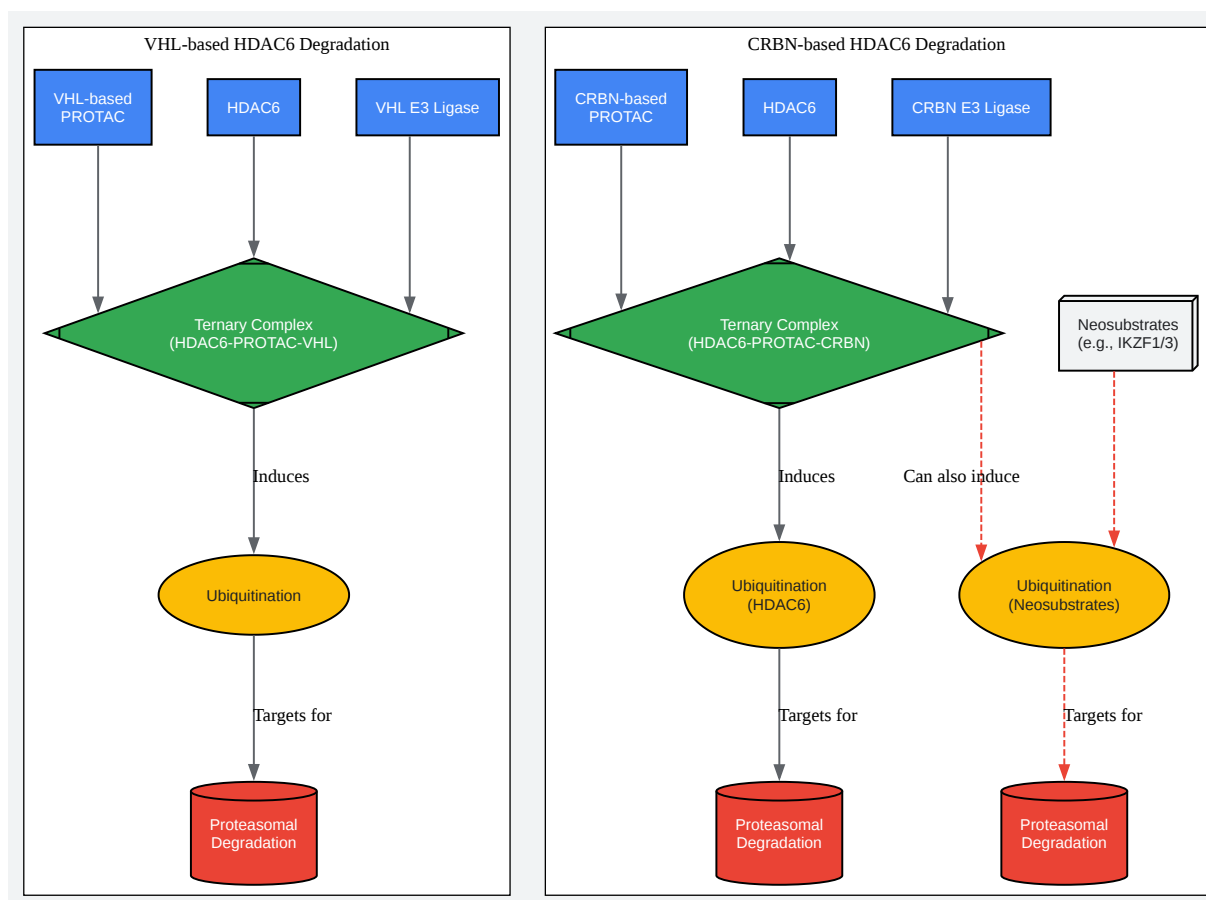 VHL-based HDAC6 Degradation
VHL-based
PROTAC
HDAC6
VHL E3 Ligase
Ternary Complex
(HDAC6-PROTAC-VHL)
Induces
Ubiquitination
Targets for
Proteasomal
Degradation
CRBN-based HDAC6 Degradation
CRBN-based
PROTAC
HDAC6
CRBN E3 Ligase
Ternary Complex
(HDAC6-PROTAC-CRBN)
Neosubstrates
(e.g., IKZF1/3)
Induces
Can also induce
Ubiquitination
(HDAC6)
Ubiquitination
(Neosubstrates)
Targets for
Targets for
Proteasomal
Degradation
Proteasomal
Degradation